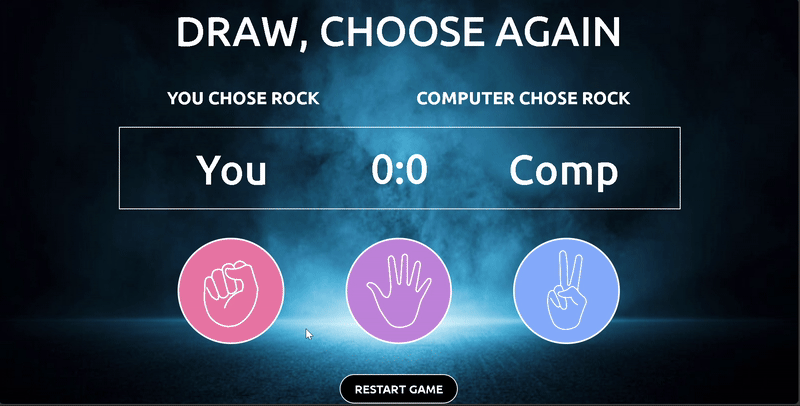 DRAW, CHOOSE AGAIN
YOU CHOSE ROCK COMPUTER CHOSE ROCK
You 0:0 Comp
RESTART GAME